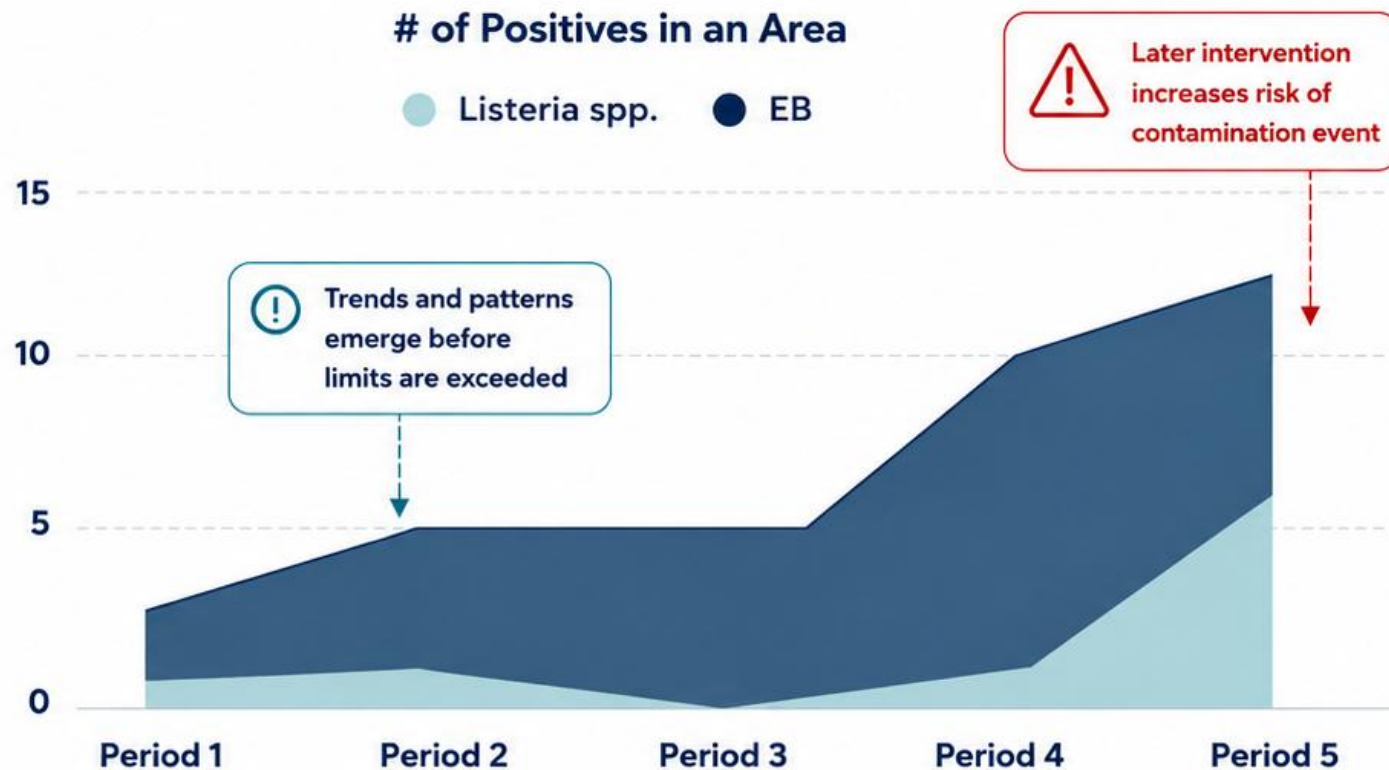 # of Positives in an Area
Listeria spp.
EB
Later intervention
increases risk of
contamination event
Trends and patterns
emerge before
limits are exceeded
15
10
5
0
Period 1
Period 2
Period 3
Period 4
Period 5